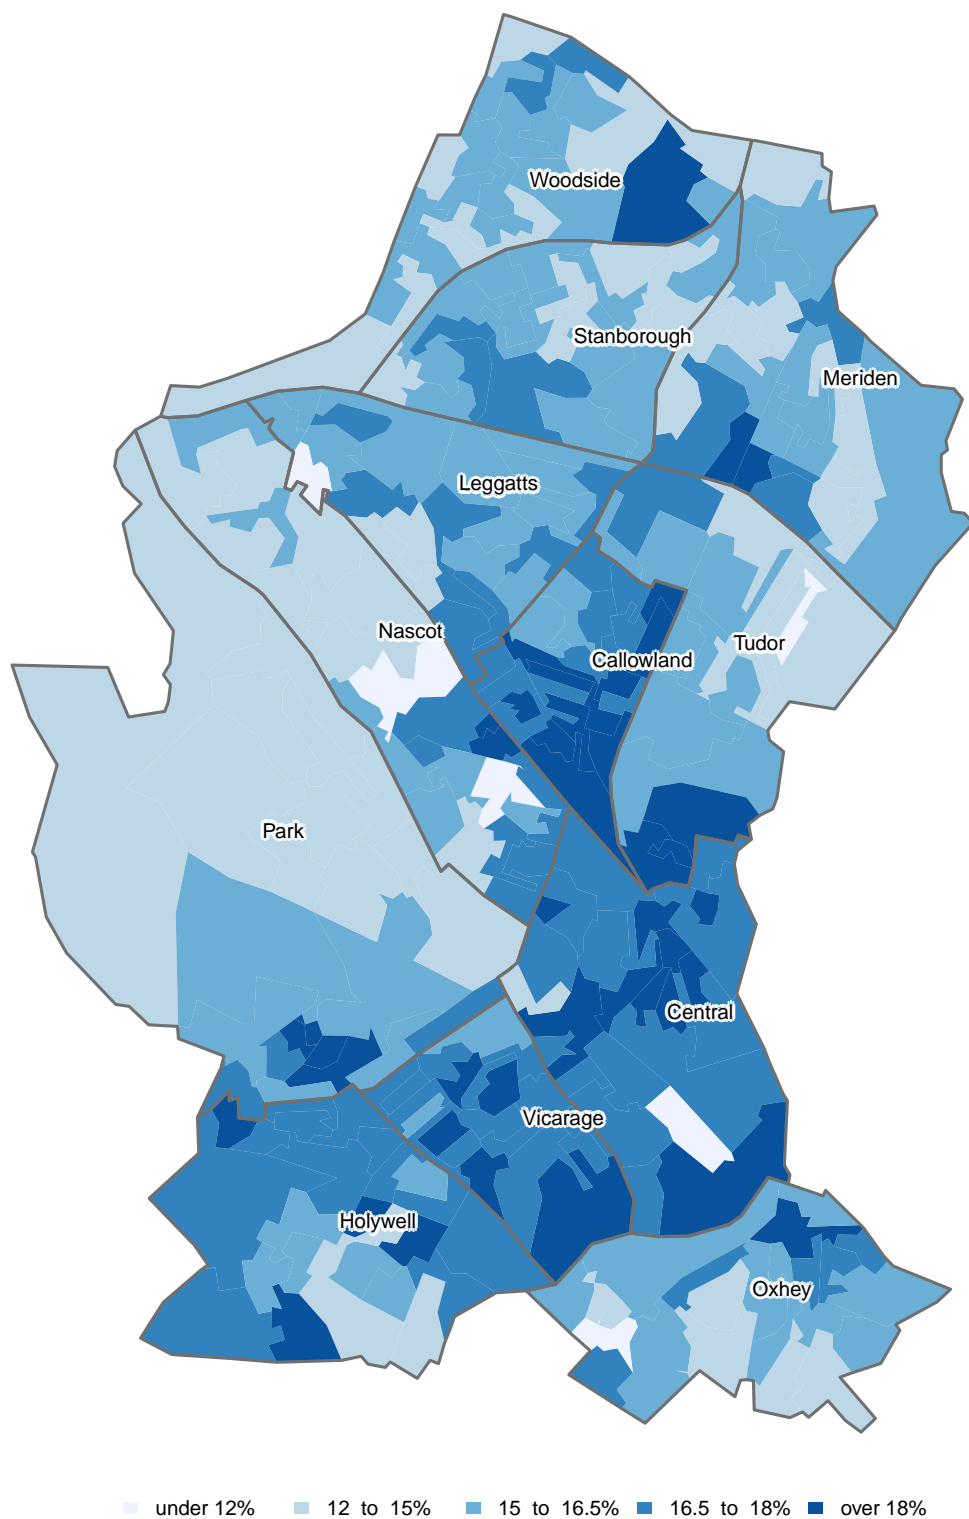 Woodside
Stanborough
Meriden
Leggatts
Nascot
Tudor
Callowland
Park
Central
Vicarage
Holywell
Oxhey
under 12% 12 to 15% 15 to 16.5% 16.5 to 18% over 18%